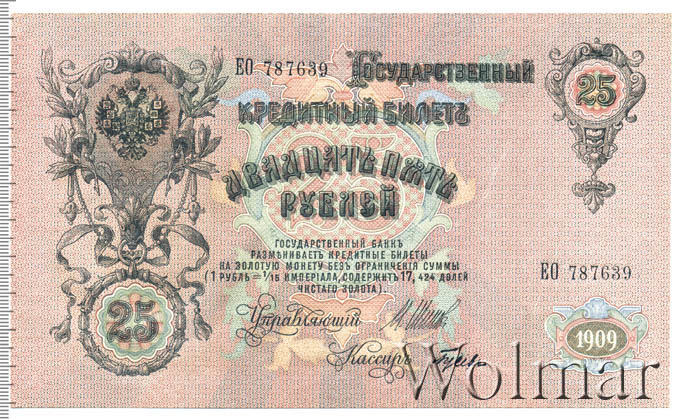 ЕО 787639
Государственный
25
Кредитный Билетъ
Двадцать пять
рублей
Государственный банкъ
размѣниваетъ кредитные билеты
на золотую монету безъ ограниченія суммы
(1 рубль = 1/15 имперіала, содержитъ 17,424 долей
чистаго золота).
ЕО 787639
25
Управляющій
Кассиръ
1909
Wolmar